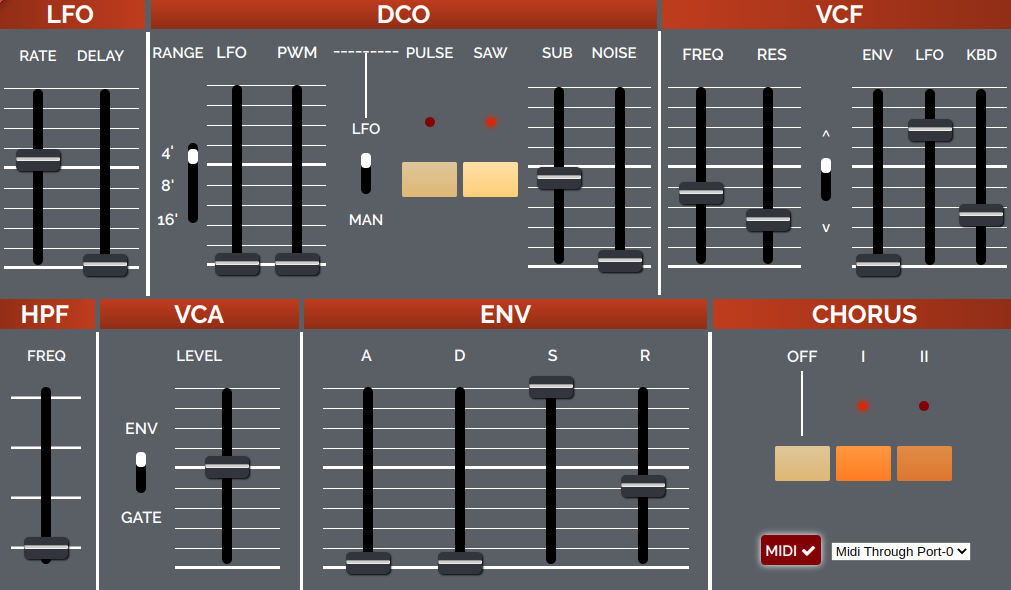 LFO DCO VCF
RATE DELAY RANGE LFO PWM PULSE SAW SUB NOISE FREQ RES ENV LFO KBD
LFO
4'
8'
16'
MAN
^
v
HPF VCA ENV CHORUS
FREQ LEVEL A D S R OFF I II
ENV
GATE
MIDI ✔ Midi Through Port-0